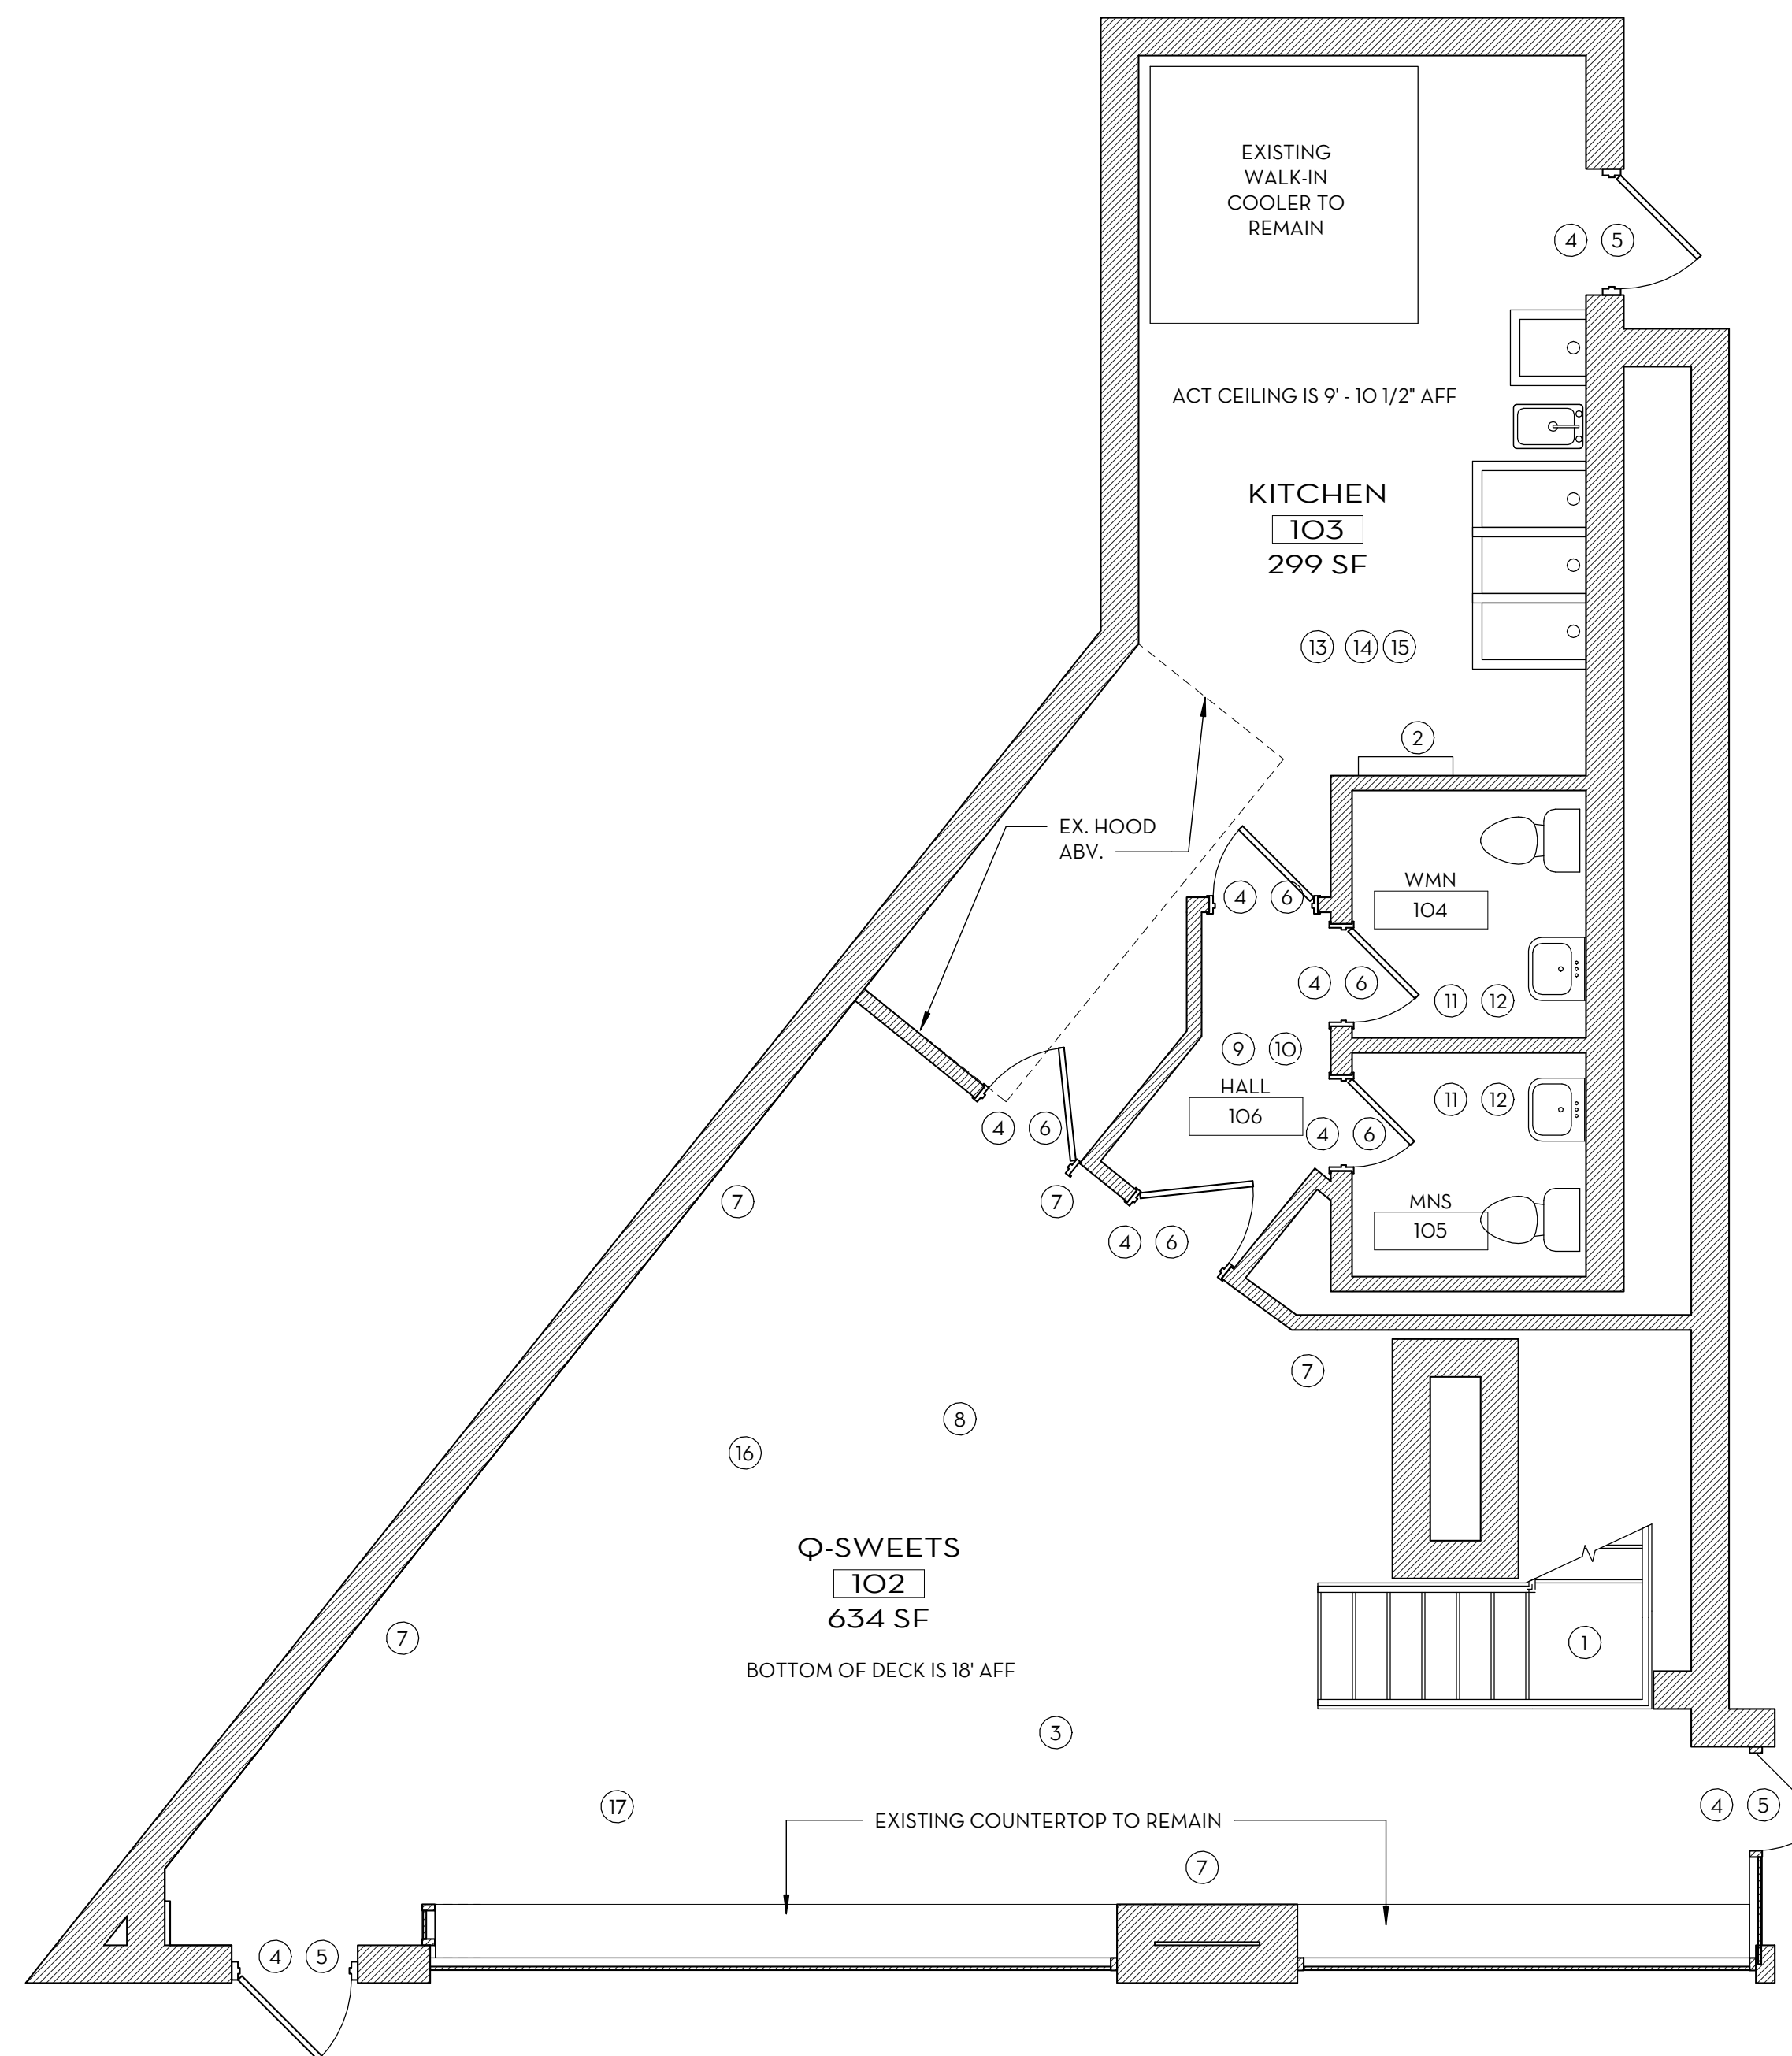 EXISTING
WALK-IN
COOLER TO
REMAIN
4 5
ACT CEILING IS 9' - 10 1/2" AFF
KITCHEN
103
299 SF
13 14 15
2
EX. HOOD
ABV.
WMN
104
4 6
4 6
11 12
9 10
HALL
106
11 12
4 6
4 6
7
7
MNS
105
4 6
7
8
16
Q-SWEETS
102
634 SF
7
1
BOTTOM OF DECK IS 18' AFF
3
17
4 5
EXISTING COUNTERTOP TO REMAIN
7
4 5